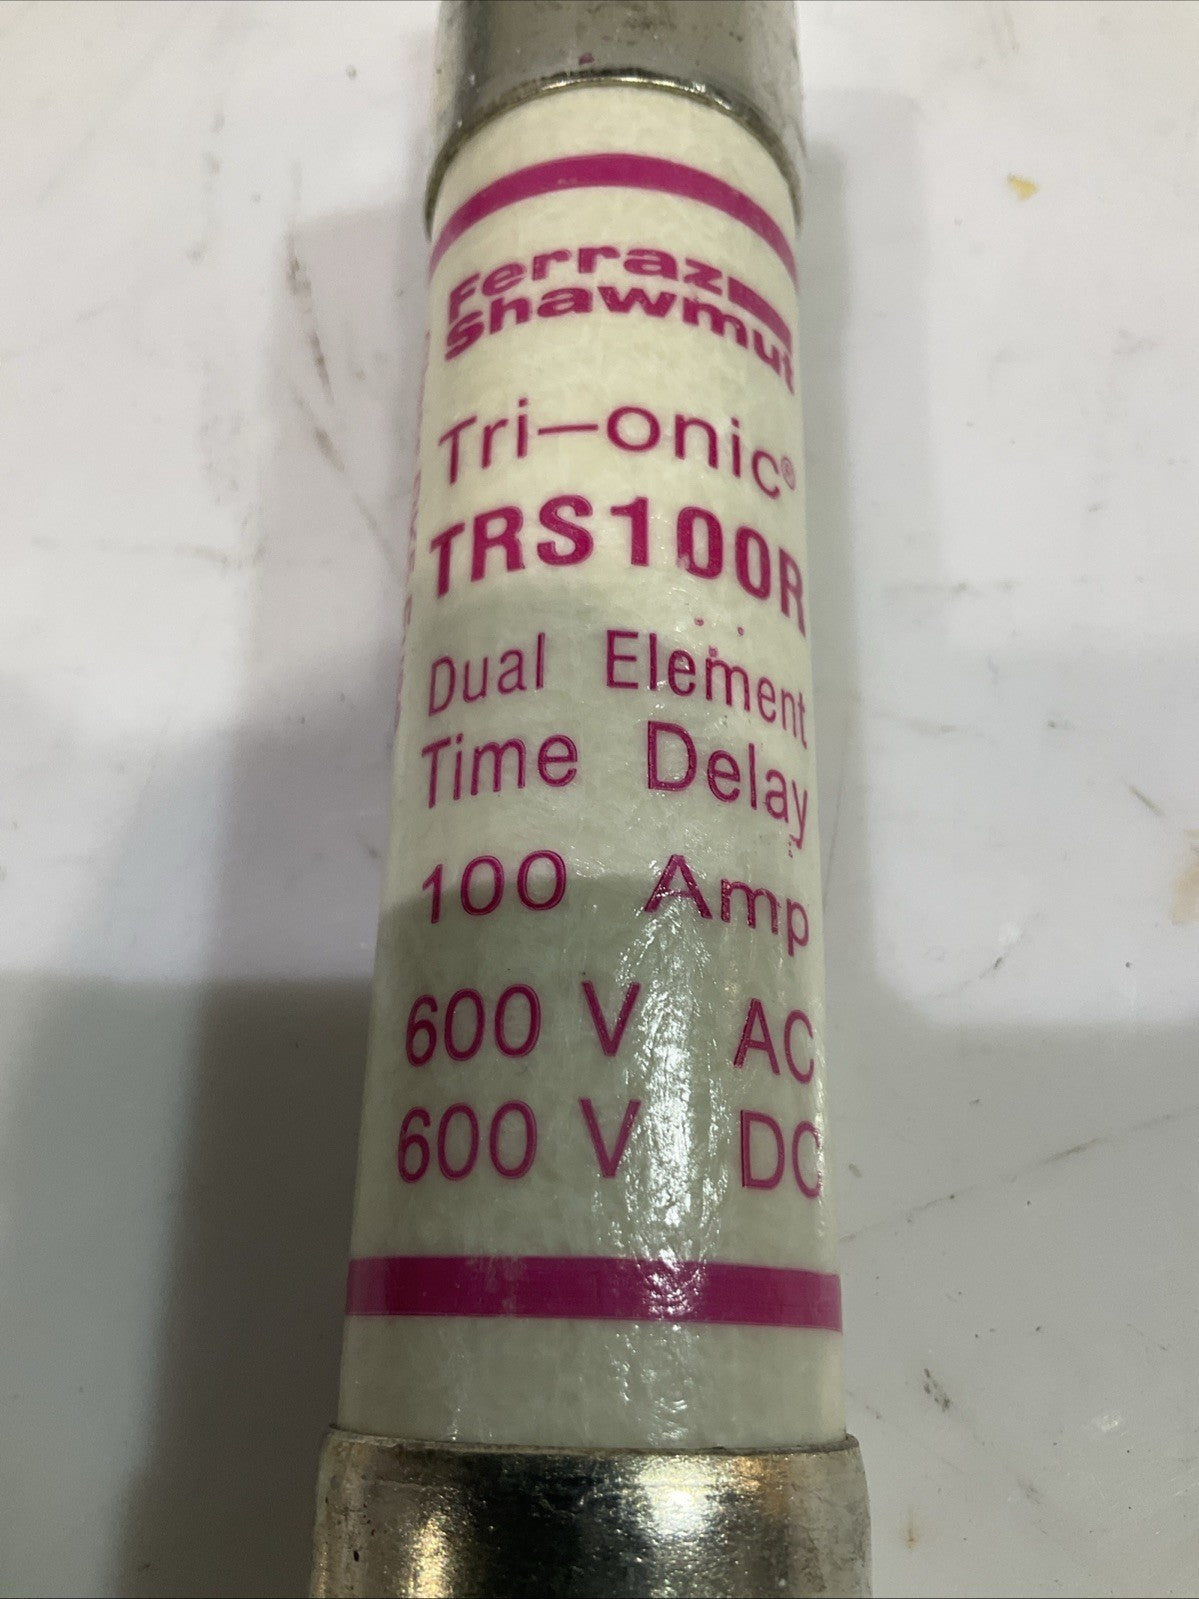 Ferraz
Shawmut
Tri-onic®
TRS100R
Dual Element
Time Delay
100 Amp
600 V AC
600 V DC